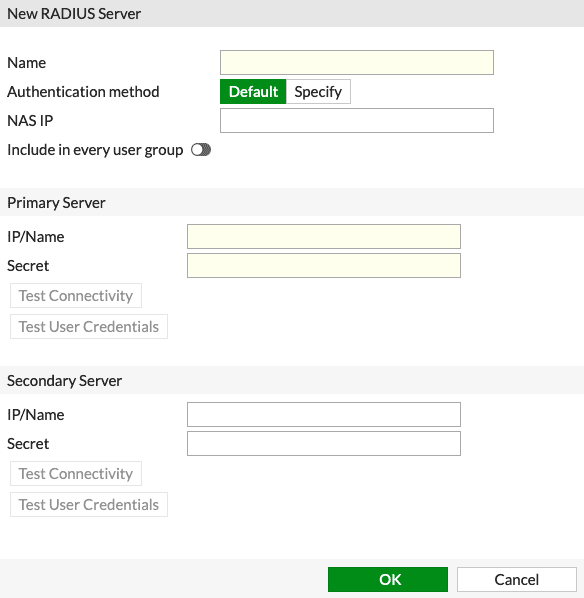 New RADIUS Server
Name
Authentication method Default Specify
NAS IP
Include in every user group
Primary Server
IP/Name
Secret
Test Connectivity
Test User Credentials
Secondary Server
IP/Name
Secret
Test Connectivity
Test User Credentials
OK Cancel